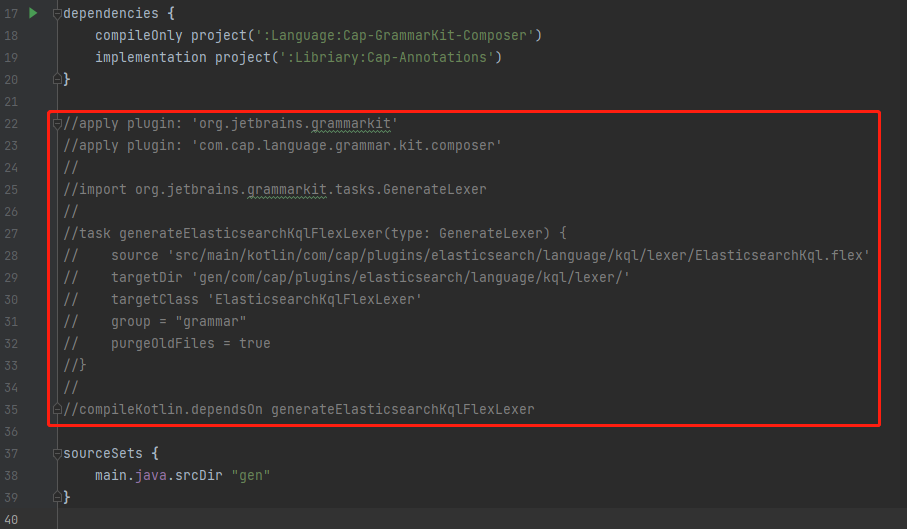 17 dependencies {
18     compileOnly project(':Language:Cap-GrammarKit-Composer')
19     implementation project(':Libriary:Cap-Annotations')
20 }
21
22 //apply plugin: 'org.jetbrains.grammarkit'
23 //apply plugin: 'com.cap.language.grammar.kit.composer'
24 //
25 //import org.jetbrains.grammarkit.tasks.GenerateLexer
26 //
27 //task generateElasticsearchKqlFlexLexer(type: GenerateLexer) {
28 //    source 'src/main/kotlin/com/cap/plugins/elasticsearch/language/kql/lexer/ElasticsearchKql.flex'
29 //    targetDir 'gen/com/cap/plugins/elasticsearch/language/kql/lexer/'
30 //    targetClass 'ElasticsearchKqlFlexLexer'
31 //    group = "grammar"
32 //    purgeOldFiles = true
33 //}
34 //
35 //compileKotlin.dependsOn generateElasticsearchKqlFlexLexer
36
37 sourceSets {
38     main.java.srcDir "gen"
39 }
40